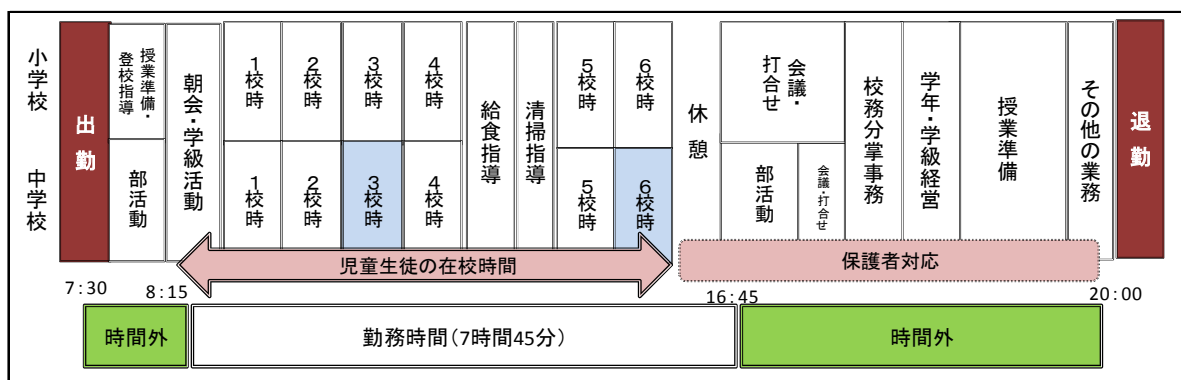 小学校
中学校
出勤
授業準備・
登校指導
部活動
朝会・学級活動
1校時
2校時
3校時
4校時
1校時
2校時
3校時
4校時
給食指導
清掃指導
5校時
6校時
5校時
6校時
休憩
会議・
打合せ
部活動
会議・打合せ
校務分掌事務
学年・学級経営
授業準備
その他の業務
退勤
児童生徒の在校時間
保護者対応
7:30
8:15
16:45
20:00
時間外
勤務時間(7時間45分)
時間外